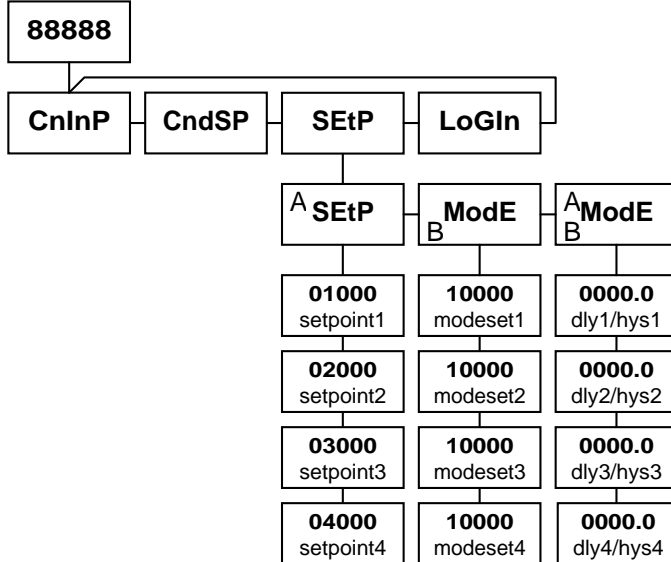 88888
CnInP CndSP SEtP LoGIn
A SEtP B ModE A B ModE
01000 10000 0000.0
setpoint1 modeset1 dly1/hys1
02000 10000 0000.0
setpoint2 modeset2 dly2/hys2
03000 10000 0000.0
setpoint3 modeset3 dly3/hys3
04000 10000 0000.0
setpoint4 modeset4 dly4/hys4